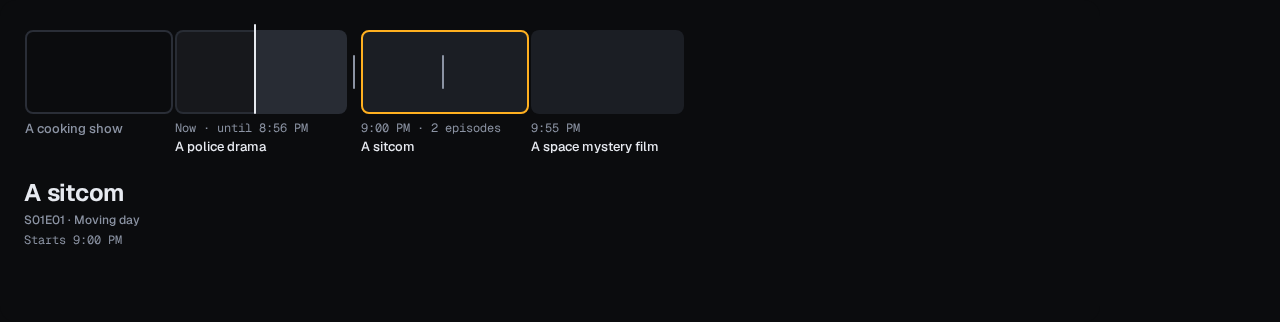 A cooking show
Now · until 8:56 PM
A police drama
9:00 PM · 2 episodes
A sitcom
9:55 PM
A space mystery film
A sitcom
S01E01 · Moving day
Starts 9:00 PM